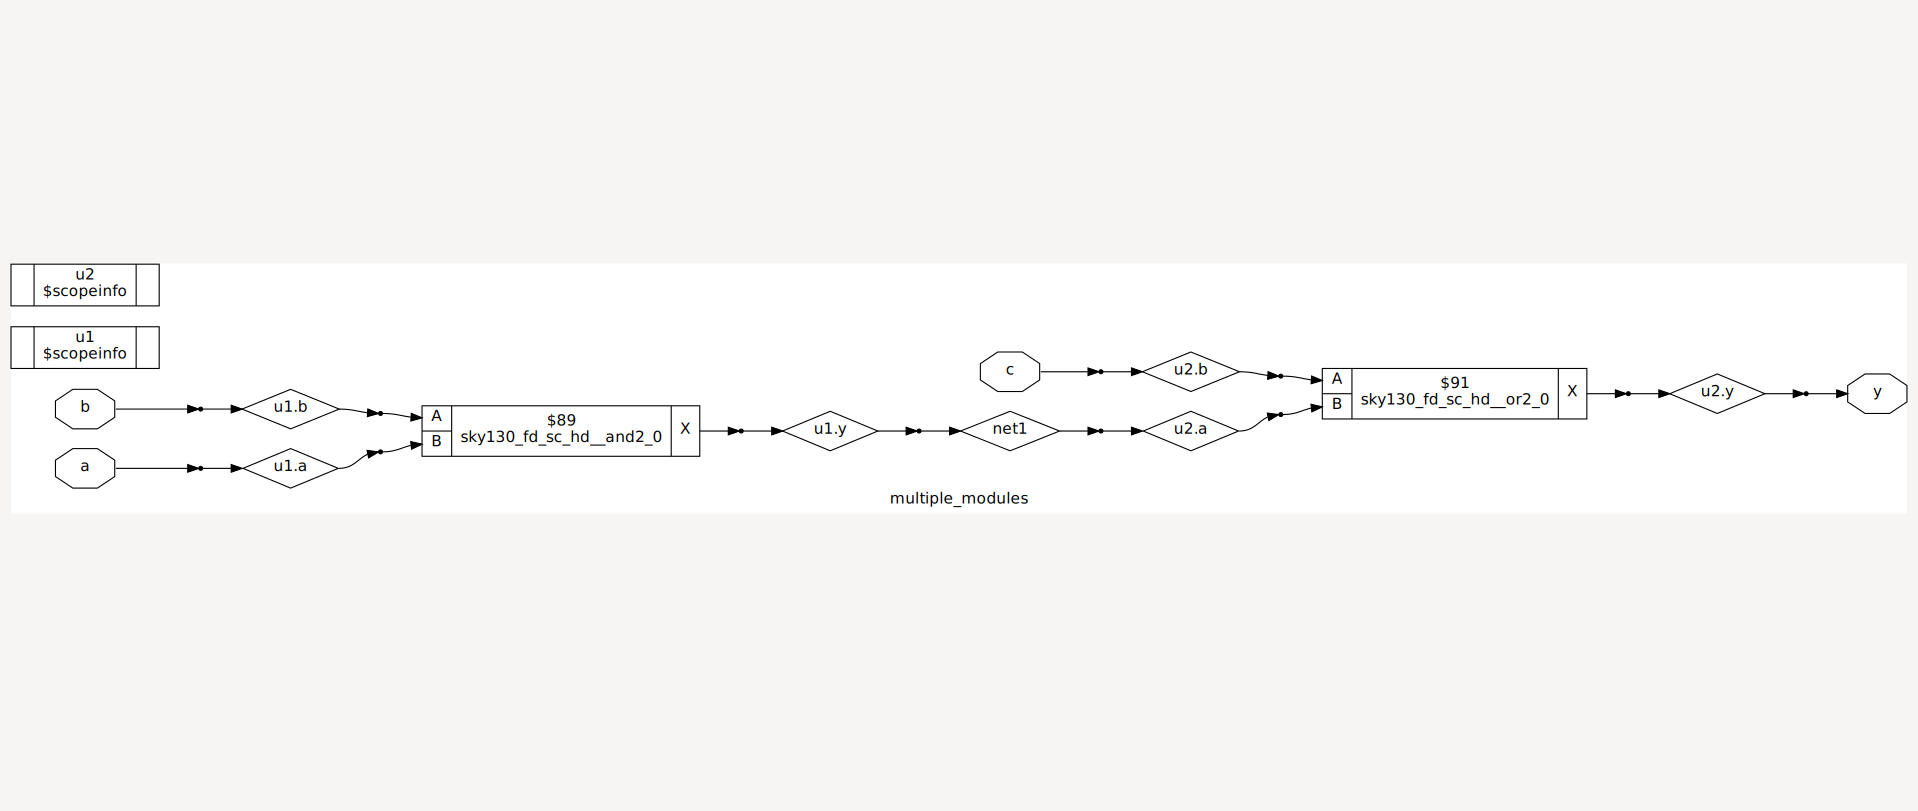 u2
$scopeinfo
u1
$scopeinfo
b
u1.b
a
u1.a
A
B
$89
sky130_fd_sc_hd__and2_0
X
u1.y
net1
c
u2.b
u2.a
A
B
$91
sky130_fd_sc_hd__or2_0
X
u2.y
y
multiple_modules